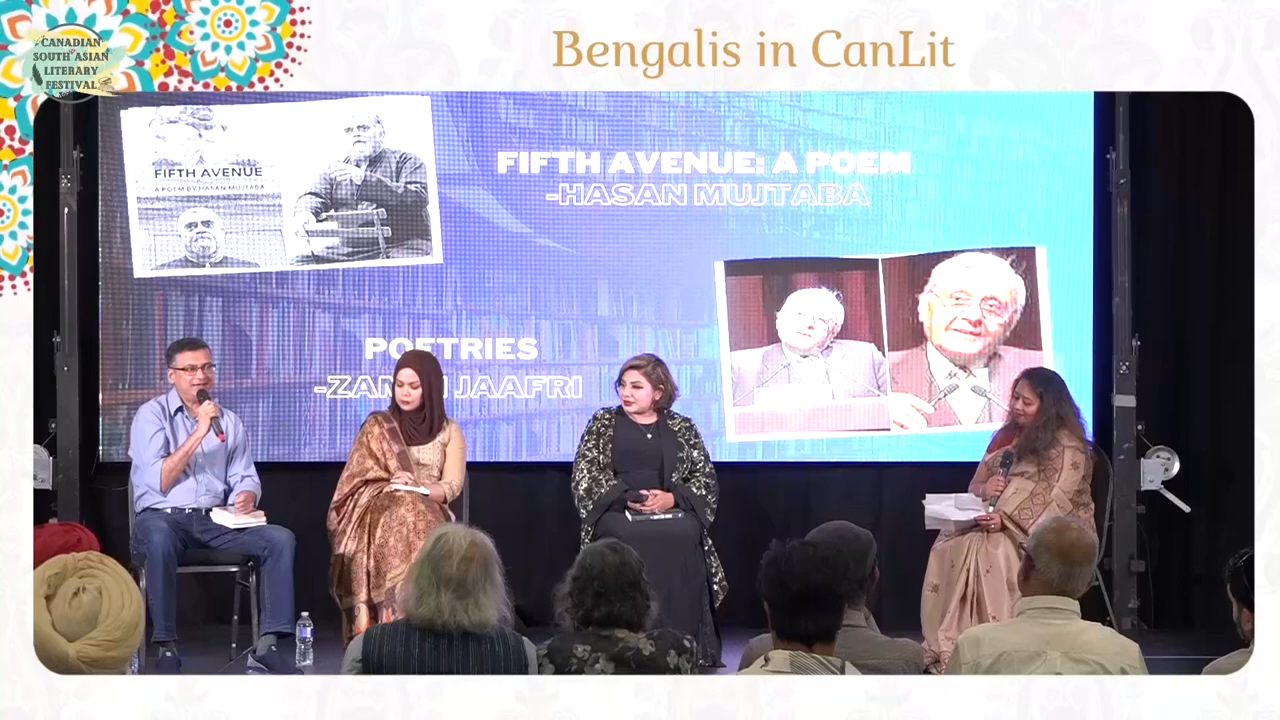 CANADIAN
SOUTH ASIAN
LITERARY
FESTIVAL
Bengalis in CanLit
FIFTH AVENUE
A POEM BY HASAN MUJTABA
FIFTH AVENUE: A POEM
-HASAN MUJTABA
POETRIES
JAAFRI